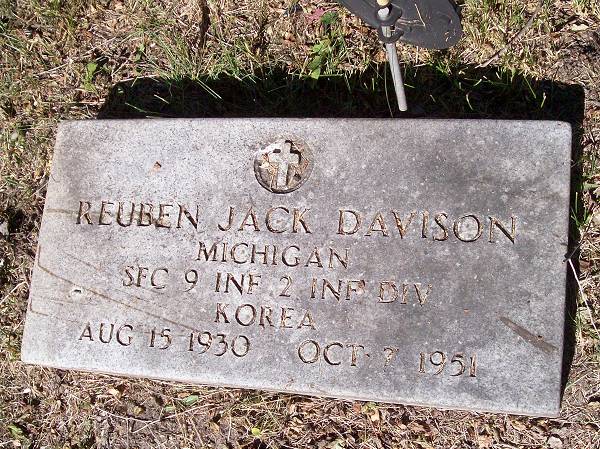 REUBEN JACK DAVISON
MICHIGAN
SFC 9 INF 2 INF DIV
KOREA
AUG 15 1930 OCT 7 1951